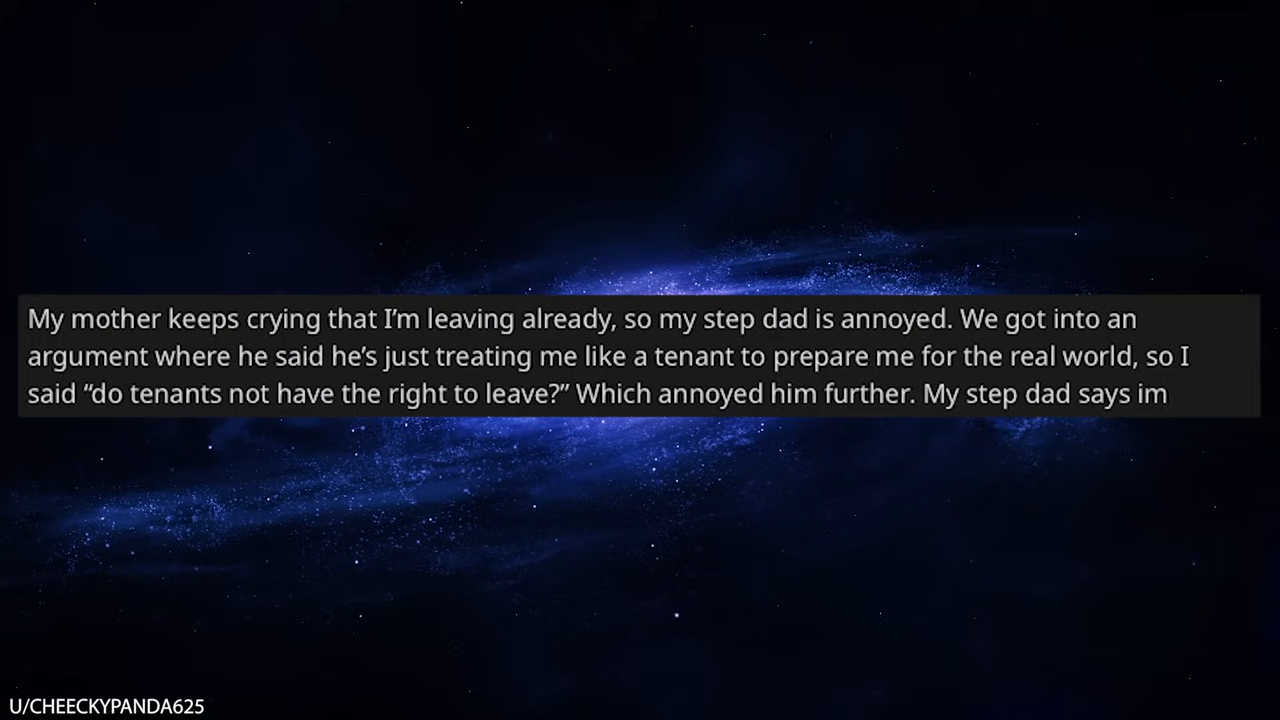 My mother keeps crying that I’m leaving already, so my step dad is annoyed. We got into an
argument where he said he’s just treating me like a tenant to prepare me for the real world, so I
said “do tenants not have the right to leave?” Which annoyed him further. My step dad says im
U/CHEECKYPANDA625